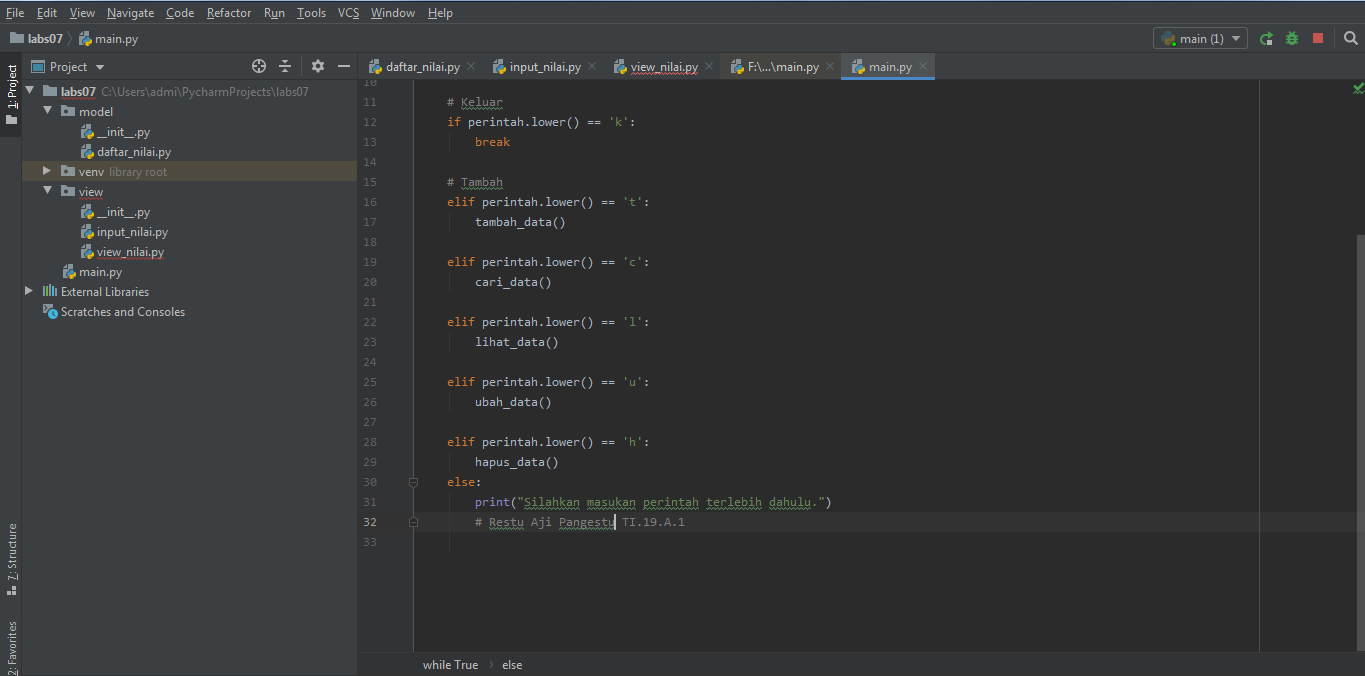 File Edit View Navigate Code Refactor Run Tools VCS Window Help
labs07 main.py main (1)
Project
daftar_nilai.py input_nilai.py view_nilai.py F:\...\main.py main.py
1: Project
labs07 C:\Users\admi\PycharmProjects\labs07
model
__init__.py
daftar_nilai.py
venv library root
view
__init__.py
input_nilai.py
view_nilai.py
main.py
External Libraries
Scratches and Consoles
7: Structure
2: Favorites
10
11 # Keluar
12 if perintah.lower() == 'k':
13 break
14
15 # Tambah
16 elif perintah.lower() == 't':
17 tambah_data()
18
19 elif perintah.lower() == 'c':
20 cari_data()
21
22 elif perintah.lower() == 'l':
23 lihat_data()
24
25 elif perintah.lower() == 'u':
26 ubah_data()
27
28 elif perintah.lower() == 'h':
29 hapus_data()
30 else:
31 print("Silahkan masukan perintah terlebih dahulu.")
32 # Restu Aji Pangestu TI.19.A.1
33
while True › else